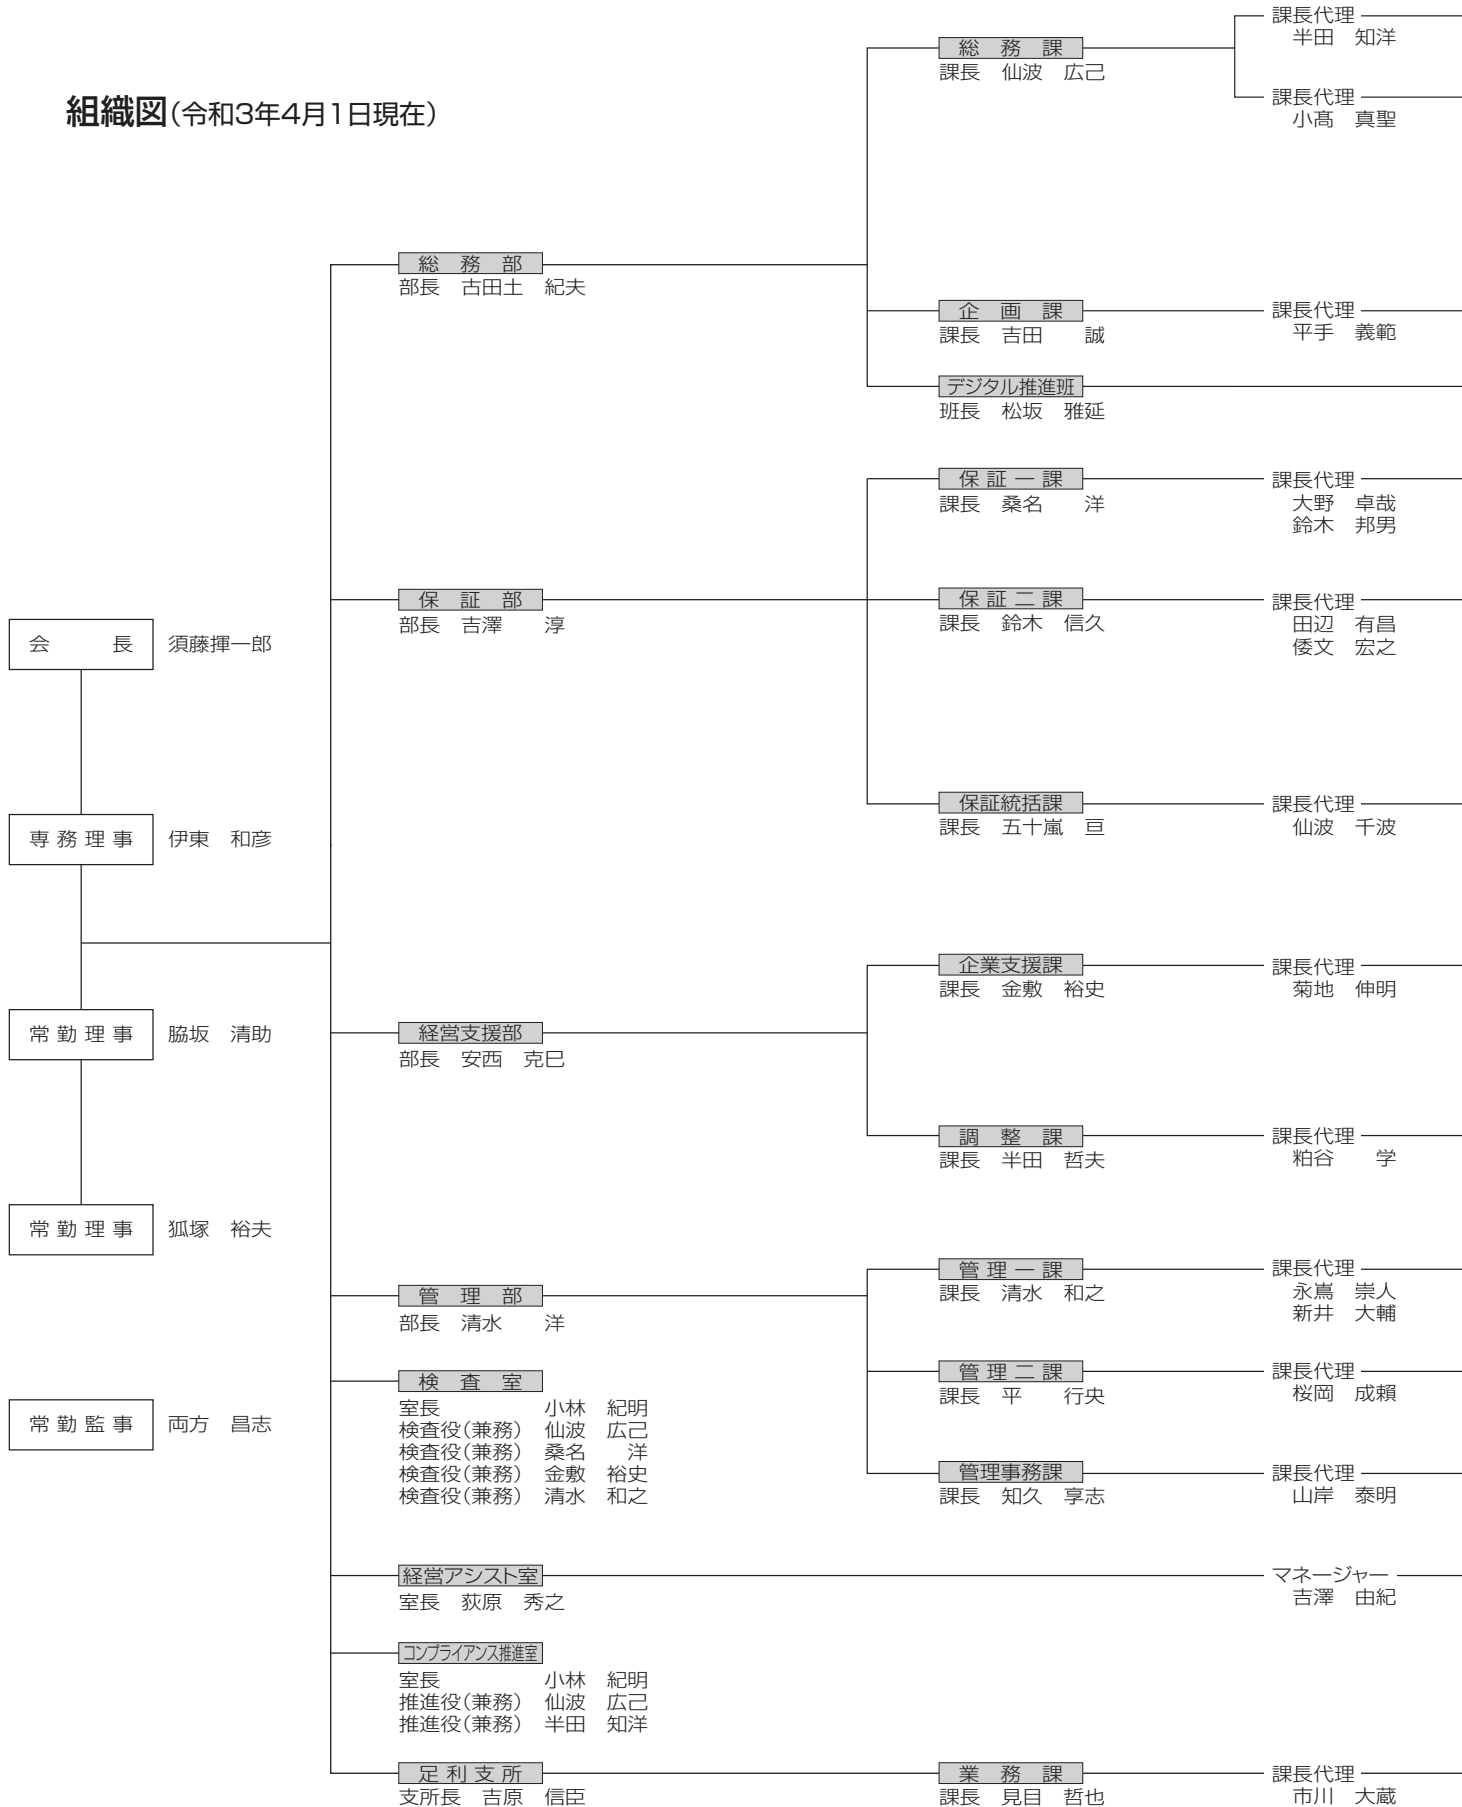 組織図(令和3年4月1日現在)
会　　長　須藤揮一郎
専務理事　伊東　和彦
常勤理事　脇坂　清助
常勤理事　狐塚　裕夫
常勤監事　両方　昌志
総務部
部長　古田土　紀夫
総務課
課長　仙波　広己
課長代理
半田　知洋
課長代理
小髙　真聖
企画課
課長　吉田　　誠
課長代理
平手　義範
デジタル推進班
班長　松坂　雅延
保証部
部長　吉澤　　淳
保証一課
課長　桑名　　洋
課長代理
大野　卓哉
鈴木　邦男
保証二課
課長　鈴木　信久
課長代理
田辺　有昌
倭文　宏之
保証統括課
課長　五十嵐　亘
課長代理
仙波　千波
経営支援部
部長　安西　克巳
企業支援課
課長　金敷　裕史
課長代理
菊地　伸明
調整課
課長　半田　哲夫
課長代理
粕谷　　学
管理部
部長　清水　　洋
管理一課
課長　清水　和之
課長代理
永嶌　崇人
新井　大輔
管理二課
課長　平　　行央
課長代理
桜岡　成頼
管理事務課
課長　知久　享志
課長代理
山岸　泰明
検査室
室長　　　　　小林　紀明
検査役(兼務)　仙波　広己
検査役(兼務)　桑名　　洋
検査役(兼務)　金敷　裕史
検査役(兼務)　清水　和之
経営アシスト室
室長　荻原　秀之
マネージャー
吉澤　由紀
コンプライアンス推進室
室長　　　　　小林　紀明
推進役(兼務)　仙波　広己
推進役(兼務)　半田　知洋
足利支所
支所長　吉原　信臣
業務課
課長　見目　哲也
課長代理
市川　大蔵